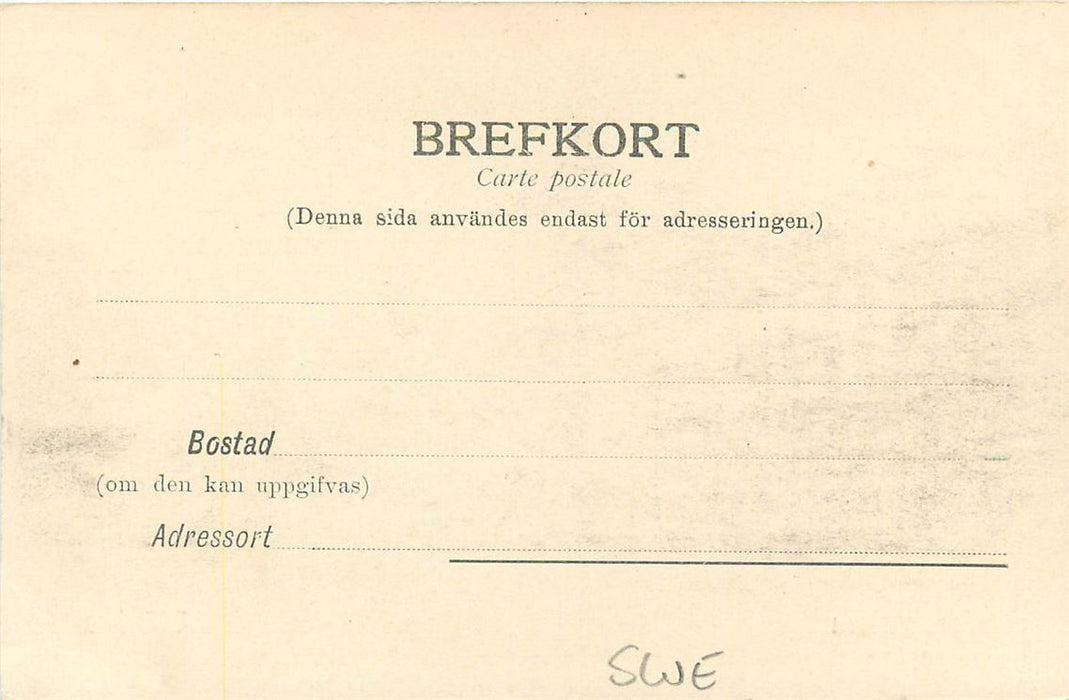 BREFKORT
Carte postale
(Denna sida användes endast för adresseringen.)
Bostad
(om den kan uppgifvas)
Adressort
SWE